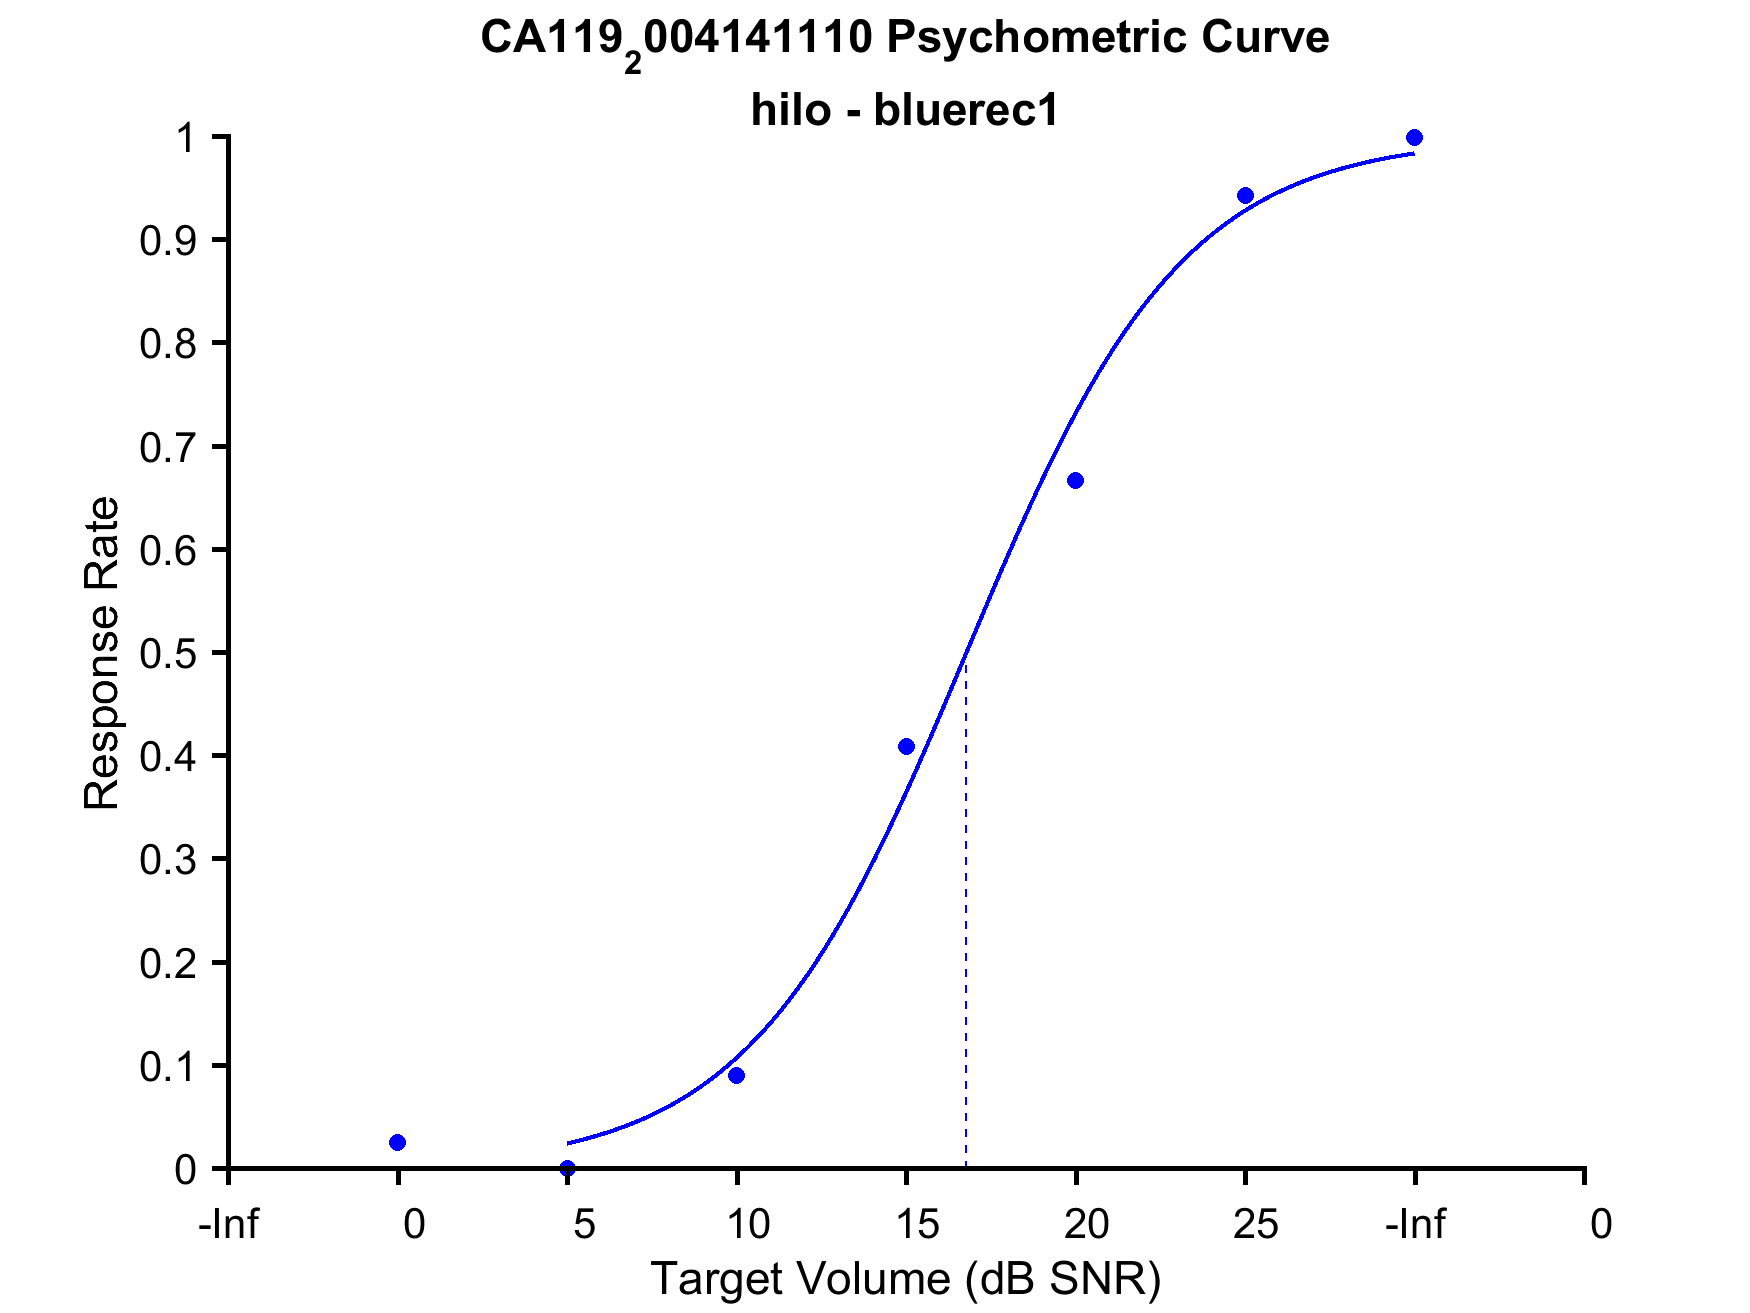 CA119₂004141110 Psychometric Curve
hilo - bluerec1
1
0.9
0.8
0.7
0.6
0.5
0.4
0.3
0.2
0.1
0
Response Rate
-Inf 0 5 10 15 20 25 -Inf 0
Target Volume (dB SNR)